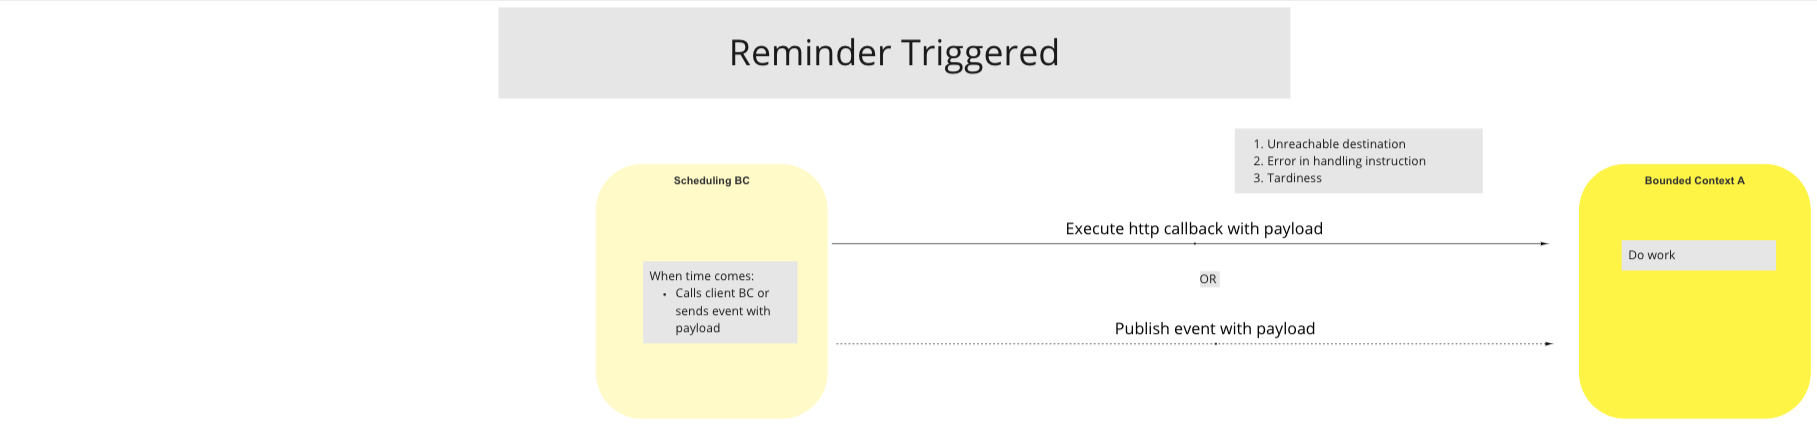 Reminder Triggered
1. Unreachable destination
2. Error in handling instruction
3. Tardiness
Scheduling BC
Bounded Context A
Execute http callback with payload
Do work
When time comes:
• Calls client BC or
sends event with
payload
OR
Publish event with payload